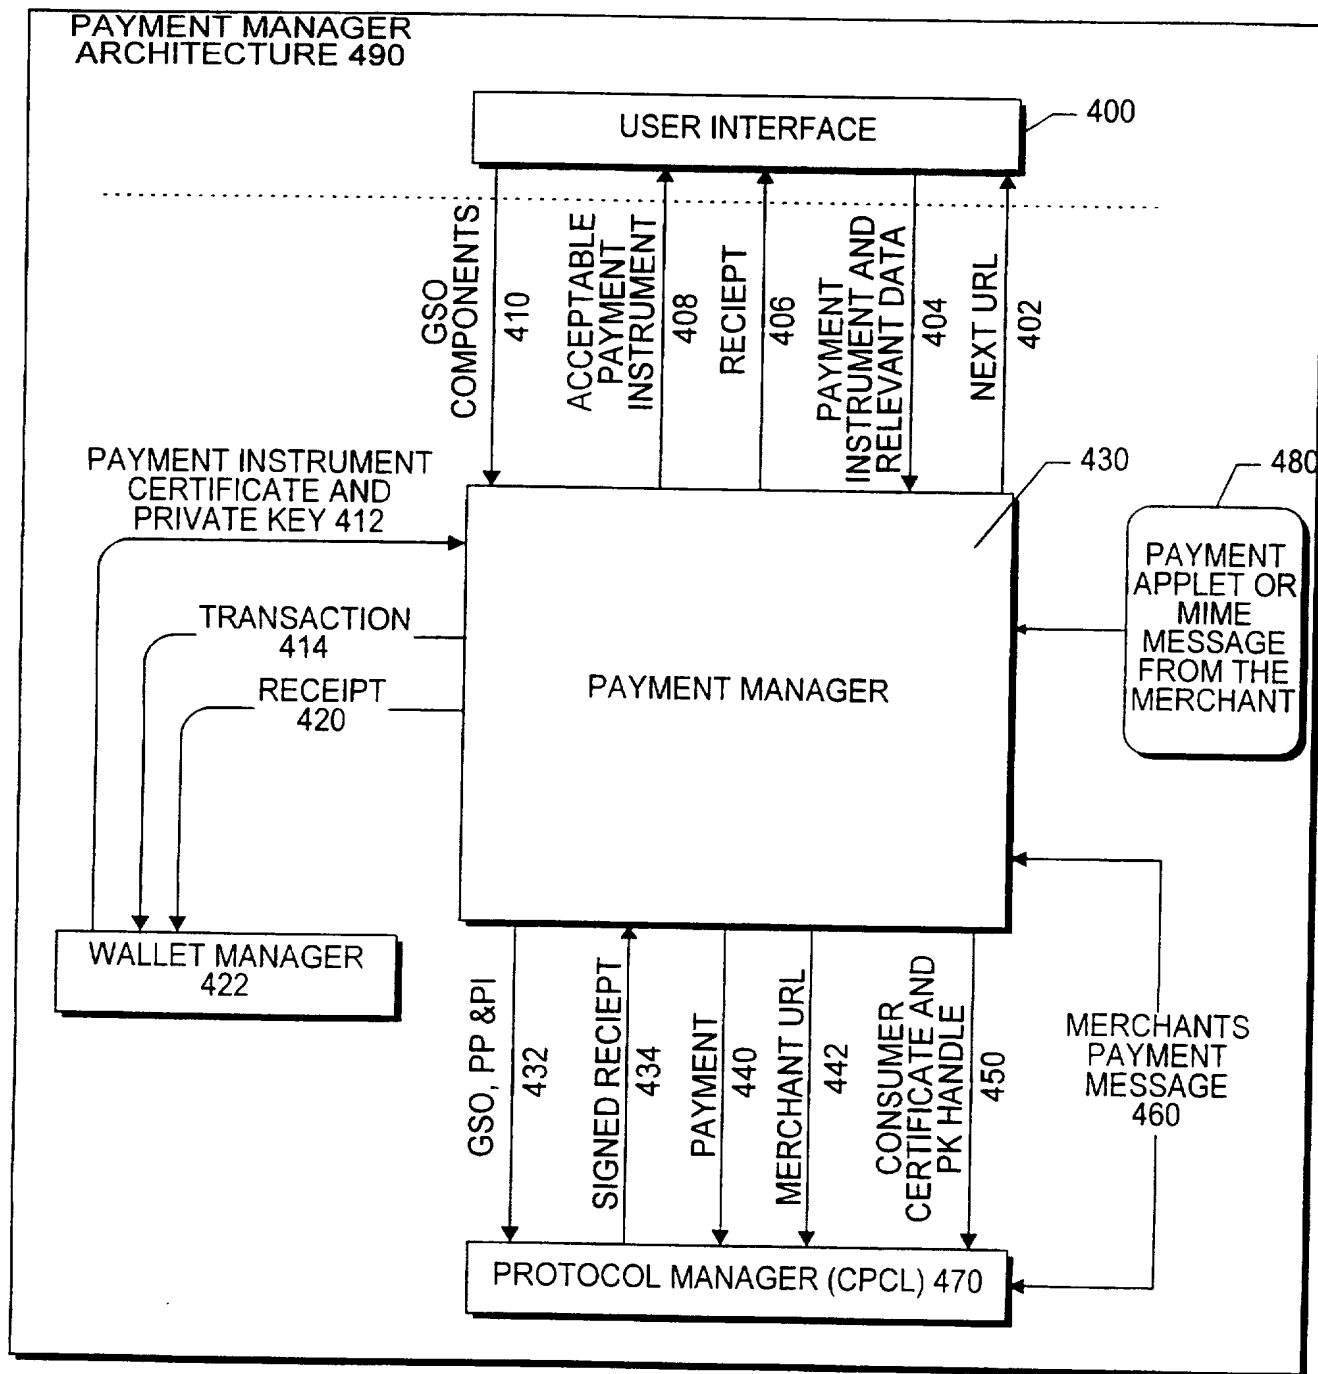 PAYMENT MANAGER
ARCHITECTURE 490
USER INTERFACE
400
GSO
COMPONENTS
410
ACCEPTABLE
PAYMENT
INSTRUMENT
408
RECIEPT
406
PAYMENT
INSTRUMENT AND
RELEVANT DATA
404
NEXT URL
402
PAYMENT INSTRUMENT
CERTIFICATE AND
PRIVATE KEY 412
430
480
TRANSACTION
414
RECEIPT
420
PAYMENT MANAGER
PAYMENT
APPLET OR
MIME
MESSAGE
FROM THE
MERCHANT
WALLET MANAGER
422
GSO, PP &PI
432
SIGNED RECIEPT
434
PAYMENT
440
MERCHANT URL
442
CONSUMER
CERTIFICATE AND
PK HANDLE
450
MERCHANTS
PAYMENT
MESSAGE
460
PROTOCOL MANAGER (CPCL) 470